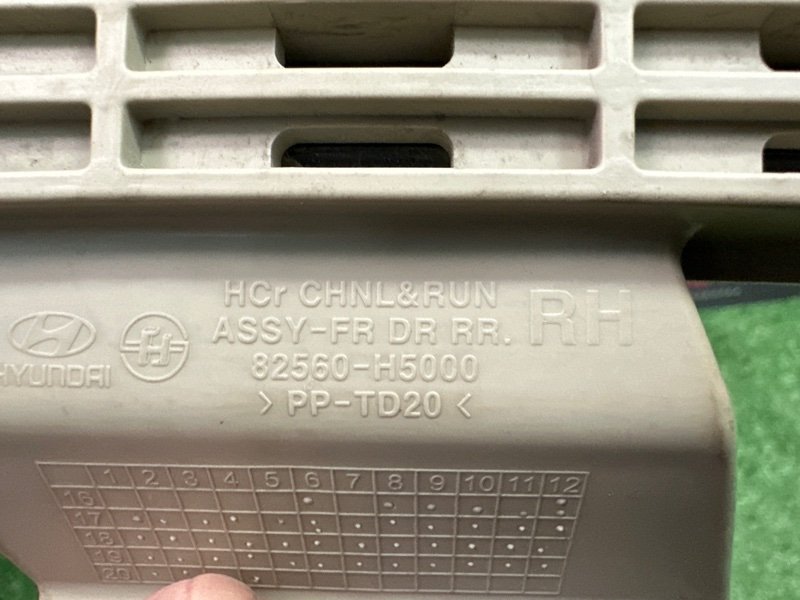 HCr CHNL&RUN
ASSY-FR DR RR. RH
82560-H5000
HYUNDAI
> PP-TD20 <
1 2 3 4 5 6 7 8 9 10 11 12
16
17
18
19
20